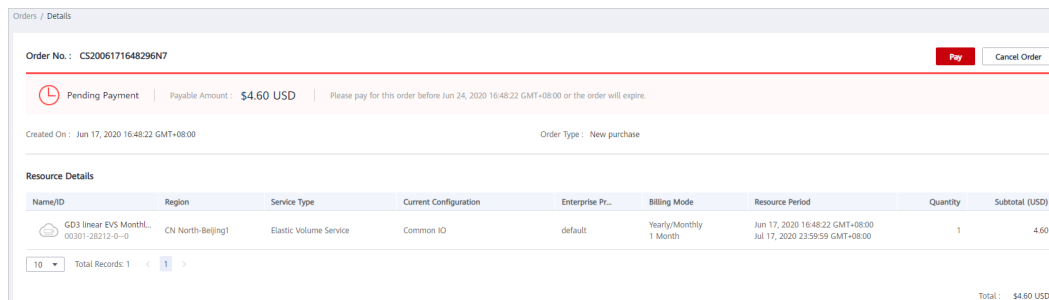 Orders / Details
Order No. : CS2006171648296N7
Pay
Cancel Order
Pending Payment
Payable Amount : $4.60 USD
Please pay for this order before Jun 24, 2020 16:48:22 GMT+08:00 or the order will expire.
Created On : Jun 17, 2020 16:48:22 GMT+08:00
Order Type : New purchase
Resource Details
Name/ID Region Service Type Current Configuration Enterprise Pr... Billing Mode Resource Period Quantity Subtotal (USD)
GD3 linear EVS Monthl... CN North-Beijing1 Elastic Volume Service Common IO default Yearly/Monthly Jun 17, 2020 16:48:22 GMT+08:00 1 4.60
00301-28212-0--0 1 Month Jul 17, 2020 23:59:59 GMT+08:00
10 Total Records: 1 < 1 >
Total : $4.60 USD